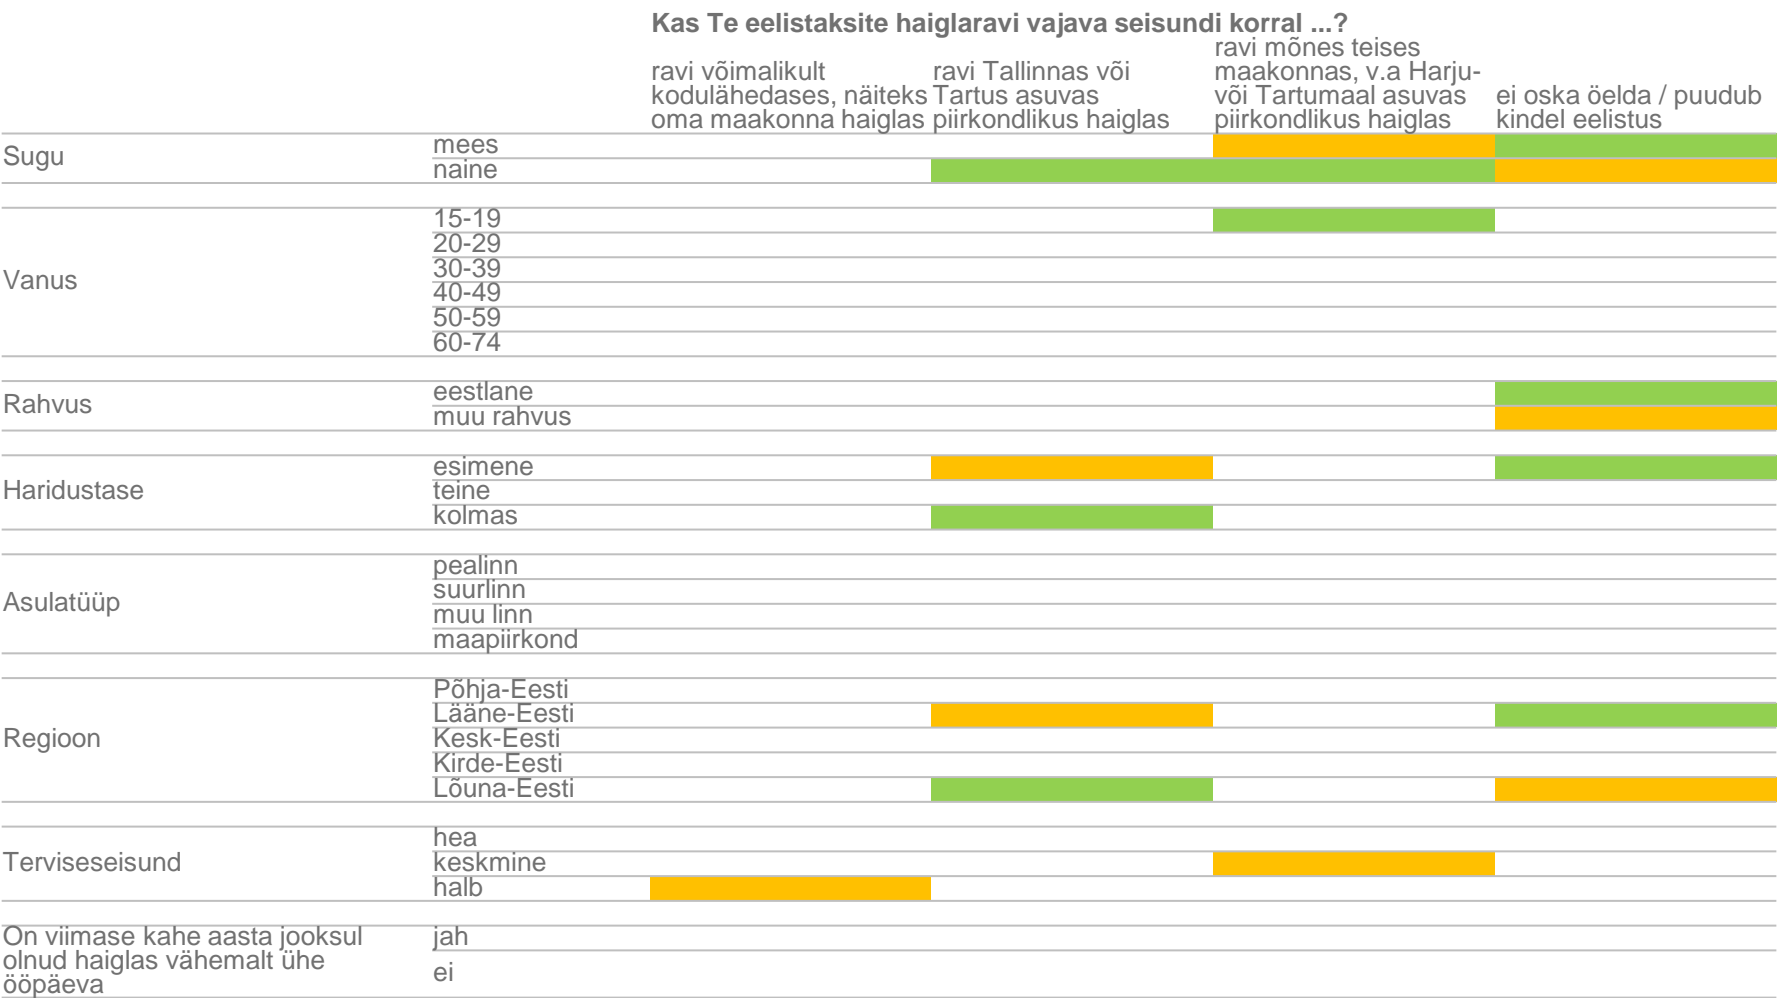 Kas Te eelistaksite haiglaravi vajava seisundi korral ...?
ravi võimalikult
kodulähedases, näiteks
oma maakonna haiglas
ravi Tallinnas või
Tartus asuvas
piirkondlikus haiglas
ravi mõnes teises
maakonnas, v.a Harju-
või Tartumaal asuvas
piirkondlikus haiglas
ei oska öelda / puudub
kindel eelistus
Sugu
mees
naine
Vanus
15-19
20-29
30-39
40-49
50-59
60-74
Rahvus
eestlane
muu rahvus
Haridustase
esimene
teine
kolmas
Asulatüüp
pealinn
suurlinn
muu linn
maapiirkond
Regioon
Põhja-Eesti
Lääne-Eesti
Kesk-Eesti
Kirde-Eesti
Lõuna-Eesti
Terviseseisund
hea
keskmine
halb
On viimase kahe aasta jooksul
olnud haiglas vähemalt ühe
ööpäeva
jah
ei